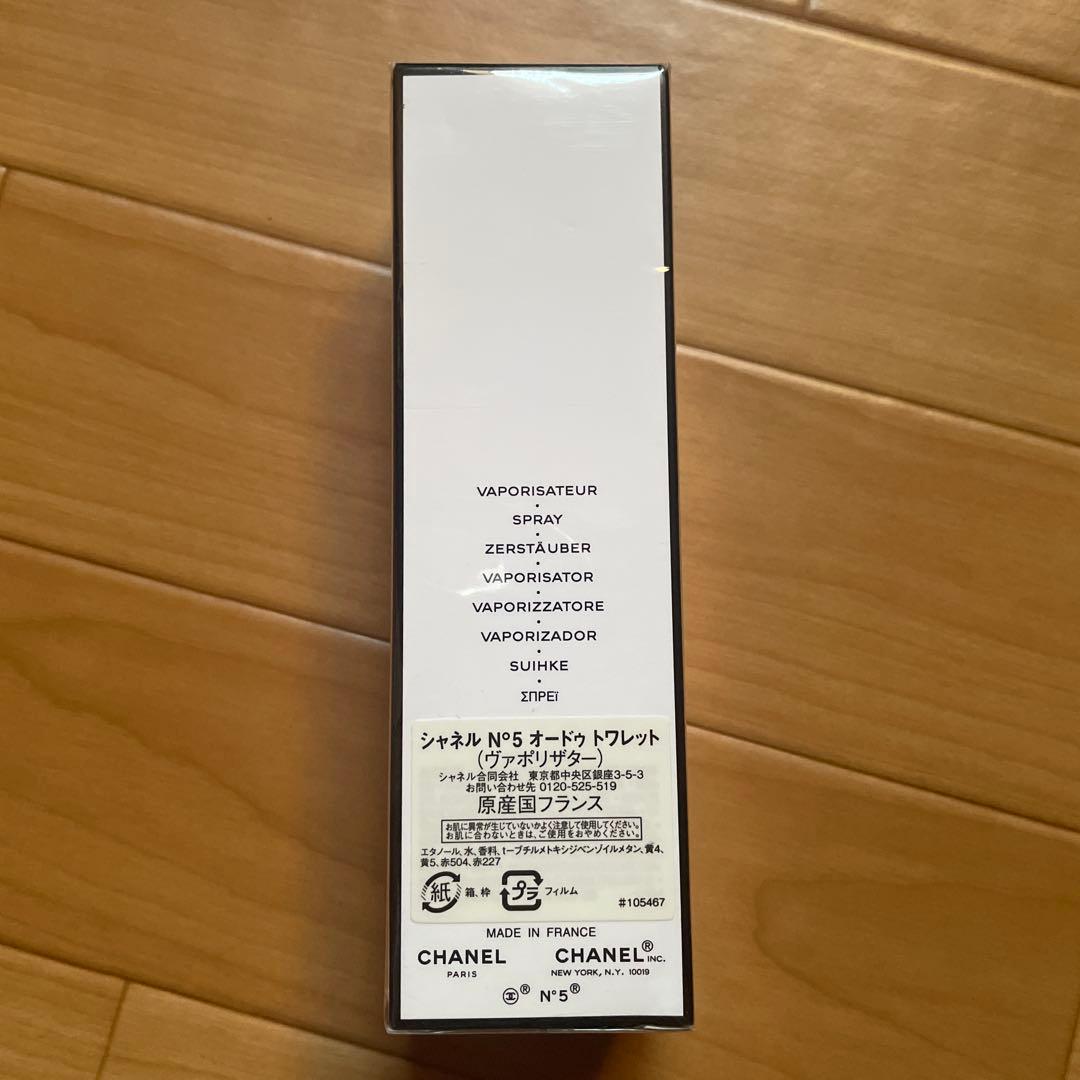 VAPORISATEUR
SPRAY
ZERSTÄUBER
VAPORISATOR
VAPORIZZATORE
VAPORIZADOR
SUIHKE
ΣΠΡΕϊ
シャネル N°5 オードゥ トワレット
(ヴァポリザター)
シャネル合同会社 東京都中央区銀座3-5-3
お問い合わせ先 0120-525-519
原産国フランス
お肌に異常が生じていないかよく注意して使用してください。
お肌に合わないときは、ご使用をおやめください。
エタノール、水、香料、t-ブチルメトキシジベンゾイルメタン、黄4、
黄5、赤504、赤227
紙 箱、枠 プラ フィルム
#105467
MADE IN FRANCE
CHANEL CHANEL® INC.
PARIS NEW YORK, N.Y. 10019
® N°5®